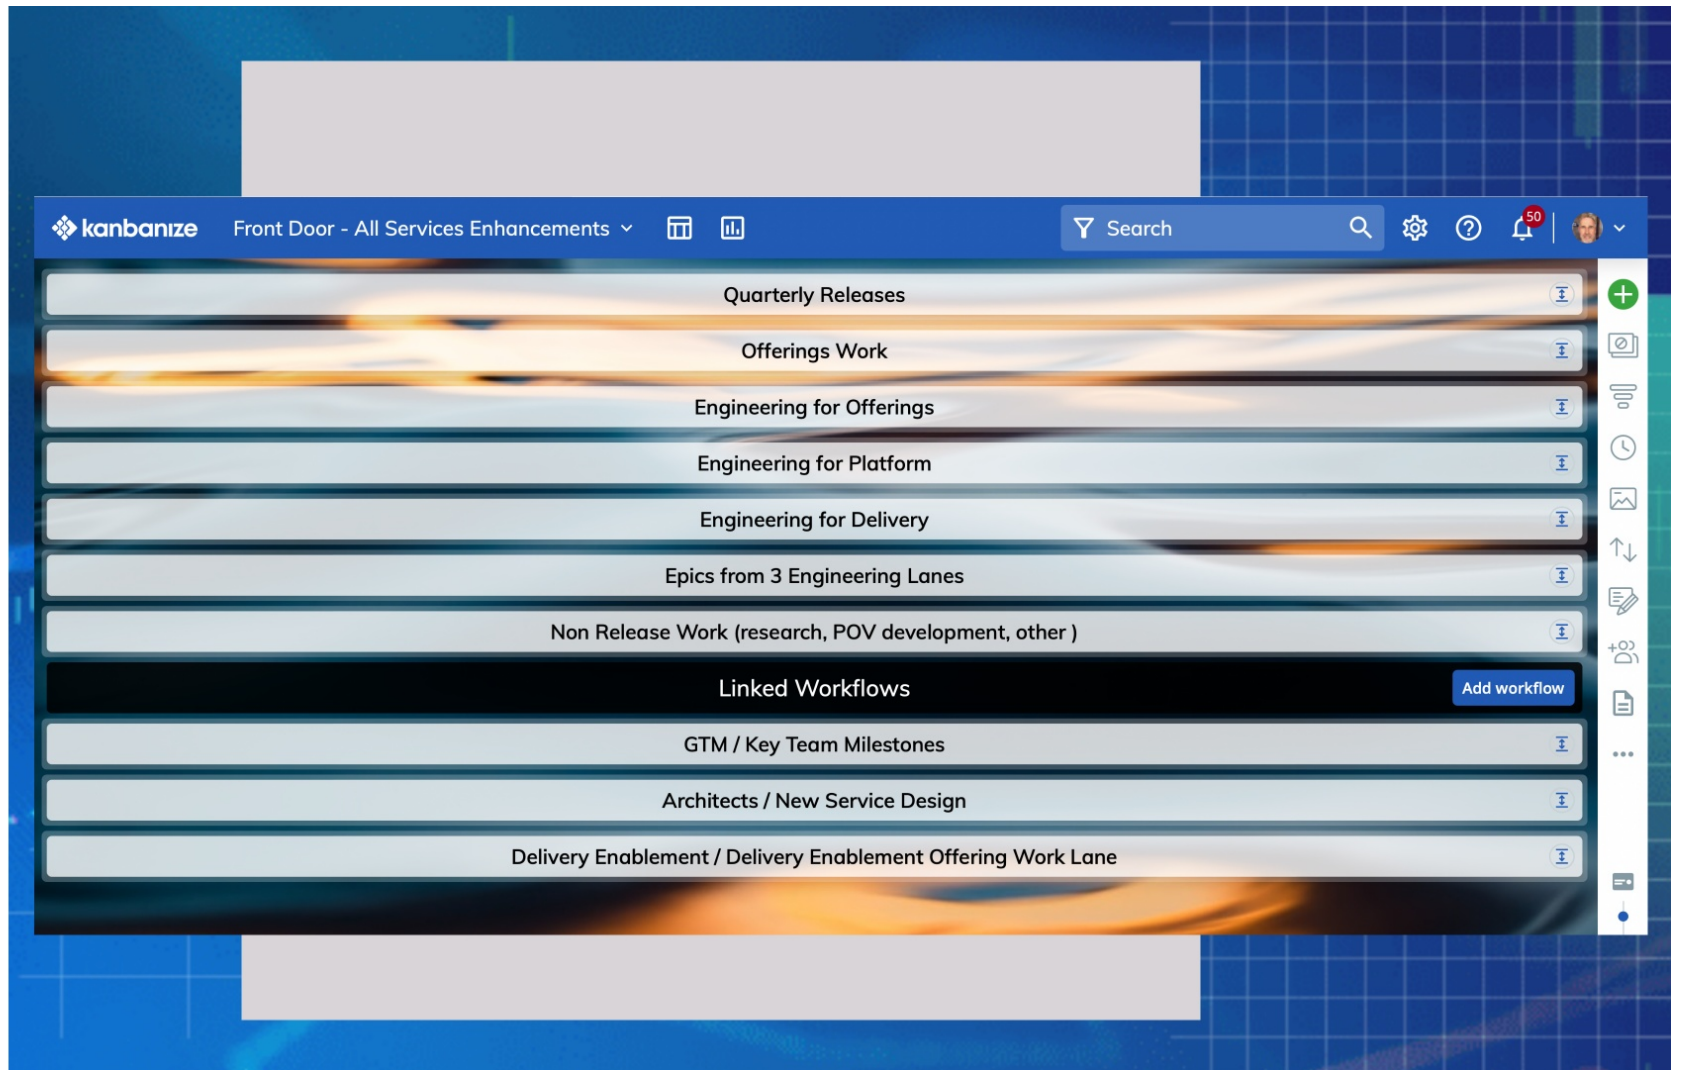 kanbanize
Front Door - All Services Enhancements
Search
50
Quarterly Releases
Offerings Work
Engineering for Offerings
Engineering for Platform
Engineering for Delivery
Epics from 3 Engineering Lanes
Non Release Work (research, POV development, other )
Linked Workflows
Add workflow
GTM / Key Team Milestones
Architects / New Service Design
Delivery Enablement / Delivery Enablement Offering Work Lane